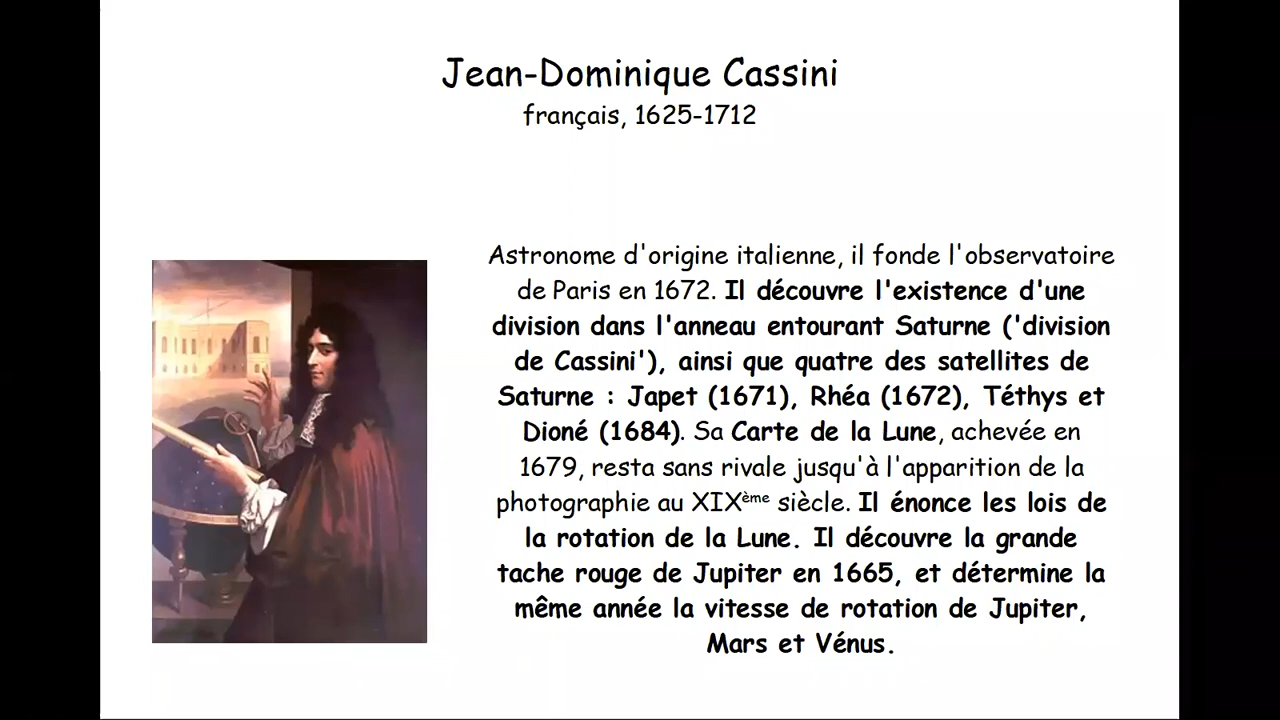 Jean-Dominique Cassini
français, 1625-1712
Astronome d'origine italienne, il fonde l'observatoire
de Paris en 1672. Il découvre l'existence d'une
division dans l'anneau entourant Saturne ('division
de Cassini'), ainsi que quatre des satellites de
Saturne : Japet (1671), Rhéa (1672), Téthys et
Dioné (1684). Sa Carte de la Lune, achevée en
1679, resta sans rivale jusqu'à l'apparition de la
photographie au XIXème siècle. Il énonce les lois de
la rotation de la Lune. Il découvre la grande
tache rouge de Jupiter en 1665, et détermine la
même année la vitesse de rotation de Jupiter,
Mars et Vénus.